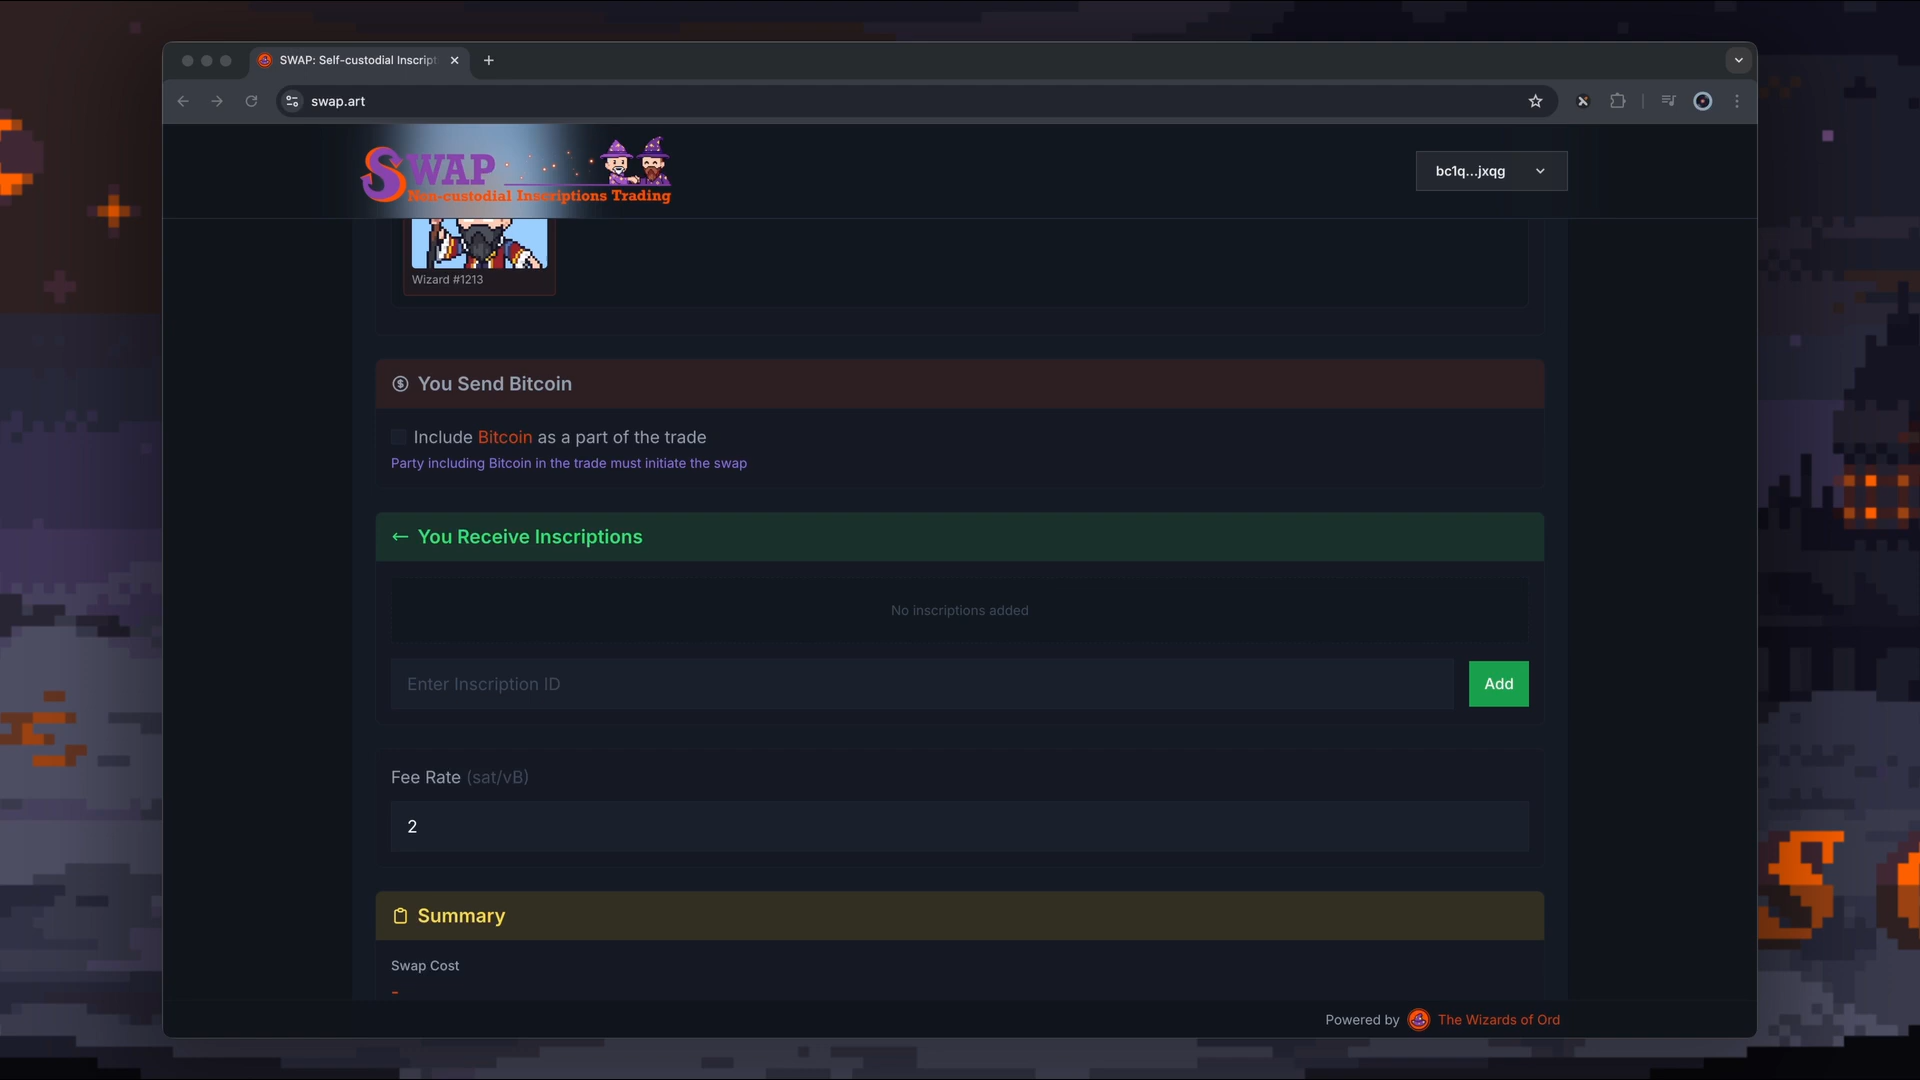 SWAP: Self-custodial Inscript
swap.art
SWAP
Non-custodial Inscriptions Trading
bc1q...jxqg
Wizard #1213
You Send Bitcoin
Include Bitcoin as a part of the trade
Party including Bitcoin in the trade must initiate the swap
You Receive Inscriptions
No inscriptions added
Enter Inscription ID
Add
Fee Rate (sat/vB)
2
Summary
Swap Cost
-
Powered by The Wizards of Ord